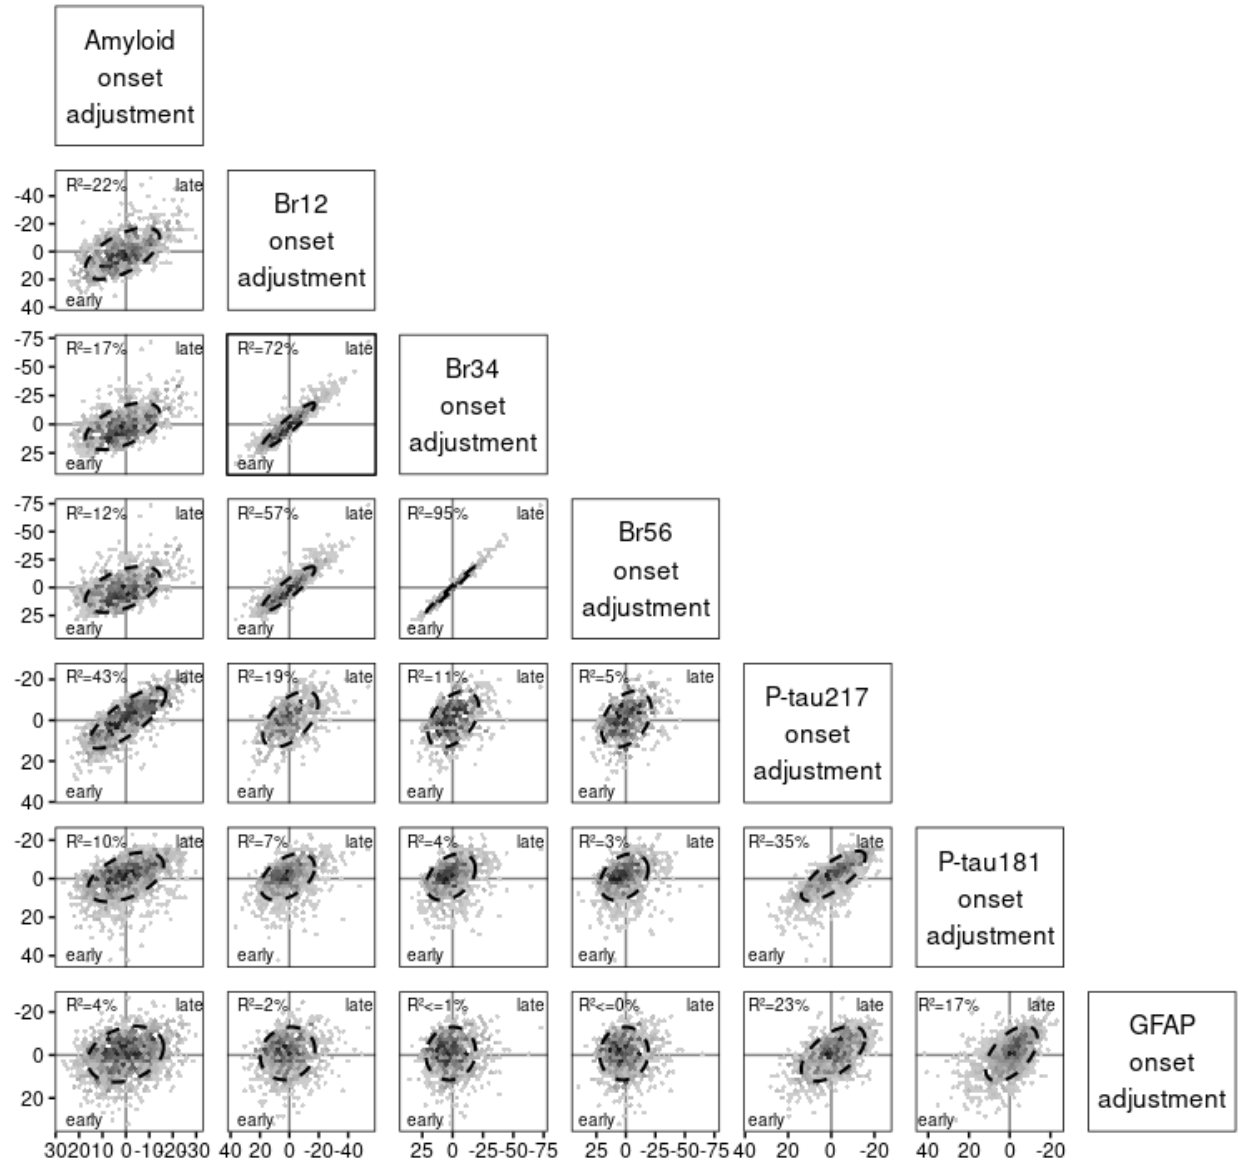 Amyloid
onset
adjustment
R²=22% late
Br12
onset
adjustment
-40
-20
0
20
40
early
R²=17% late
R²=72% late
Br34
onset
adjustment
-75
-50
-25
0
25
early
early
R²=12% late
R²=57% late
R²=95% late
Br56
onset
adjustment
-75
-50
-25
0
25
early
early
early
R²=43% late
R²=19% late
R²=11% late
R²=5% late
P-tau217
onset
adjustment
-20
0
20
40
early
early
early
early
R²=10% late
R²=7% late
R²=4% late
R²=3% late
R²=35% late
P-tau181
onset
adjustment
-20
0
20
40
early
early
early
early
early
R²=4% late
R²=2% late
R²<=1% late
R²<=0% late
R²=23% late
R²=17% late
GFAP
onset
adjustment
-20
0
20
early
early
early
early
early
early
30 20 10 0 -10 -20 -30 40 20 0 -20 -40 25 0 -25 -50 -75 25 0 -25 -50 -75 40 20 0 -20 40 20 0 -20